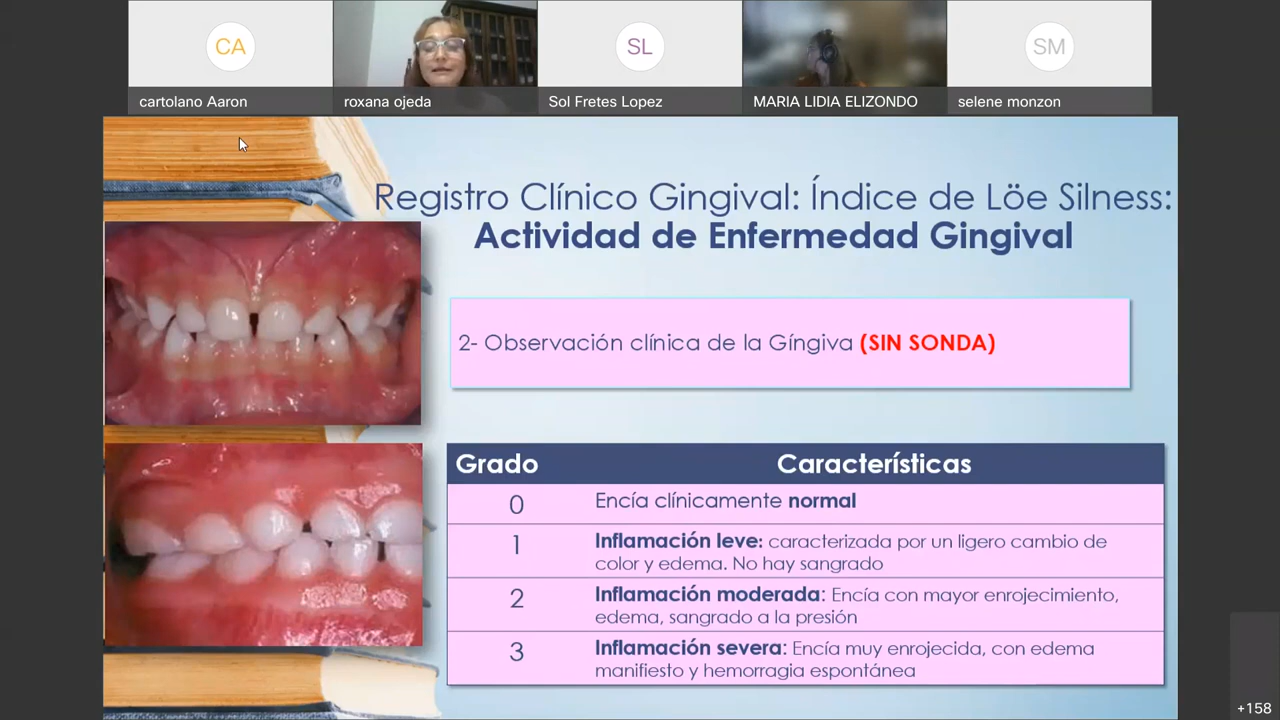 CA
SL
SM
cartolano Aaron
roxana ojeda
Sol Fretes Lopez
MARIA LIDIA ELIZONDO
selene monzon
Registro Clínico Gingival: Índice de Löe Silness:
Actividad de Enfermedad Gingival
2- Observación clínica de la Gíngiva (SIN SONDA)
Grado Características
0 Encía clínicamente normal
1 Inflamación leve: caracterizada por un ligero cambio de
color y edema. No hay sangrado
2 Inflamación moderada: Encía con mayor enrojecimiento,
edema, sangrado a la presión
3 Inflamación severa: Encía muy enrojecida, con edema
manifiesto y hemorragia espontánea
+158